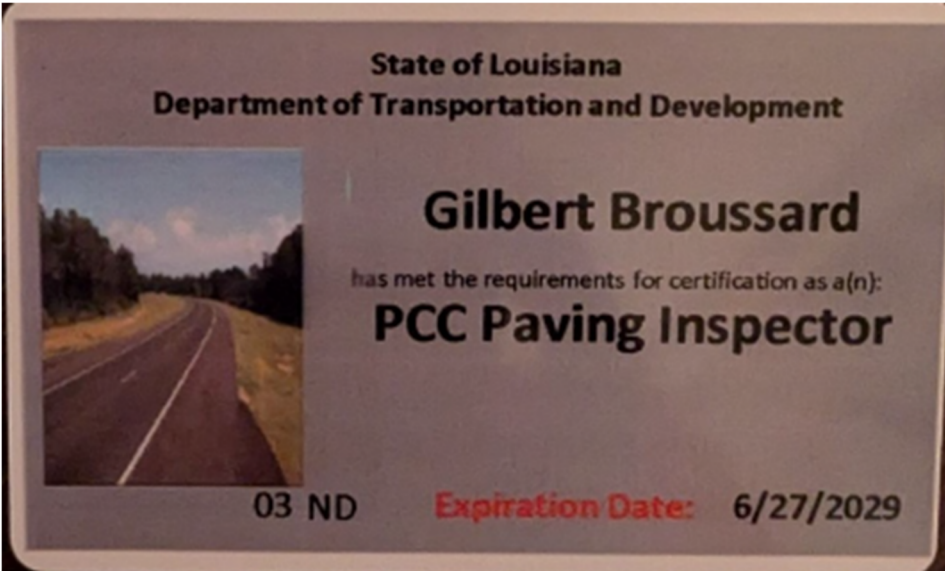 State of Louisiana
Department of Transportation and Development
Gilbert Broussard
has met the requirements for certification as a(n):
PCC Paving Inspector
03 ND Expiration Date: 6/27/2029